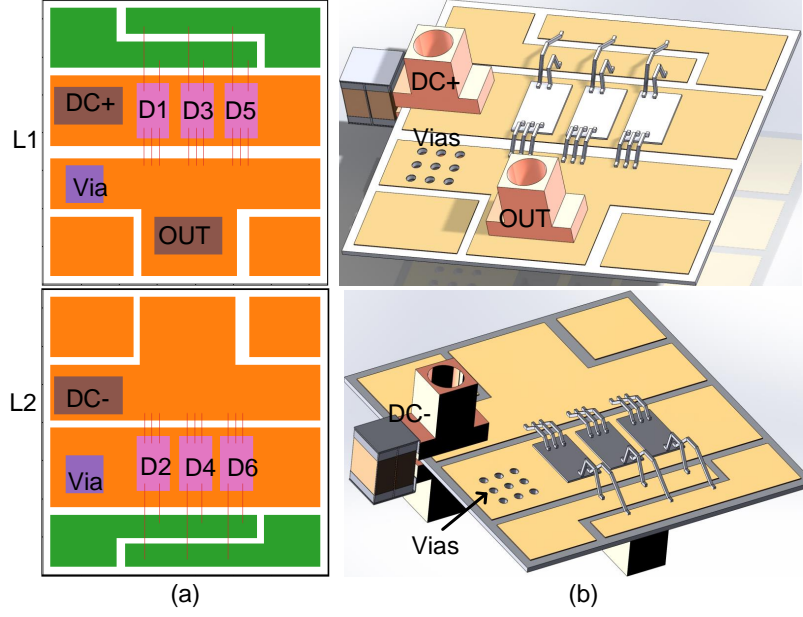 L1
DC+
D1 D3 D5
Via
OUT
L2
DC-
D2 D4 D6
Via
(a)
DC+
Vias
OUT
DC-
Vias
(b)